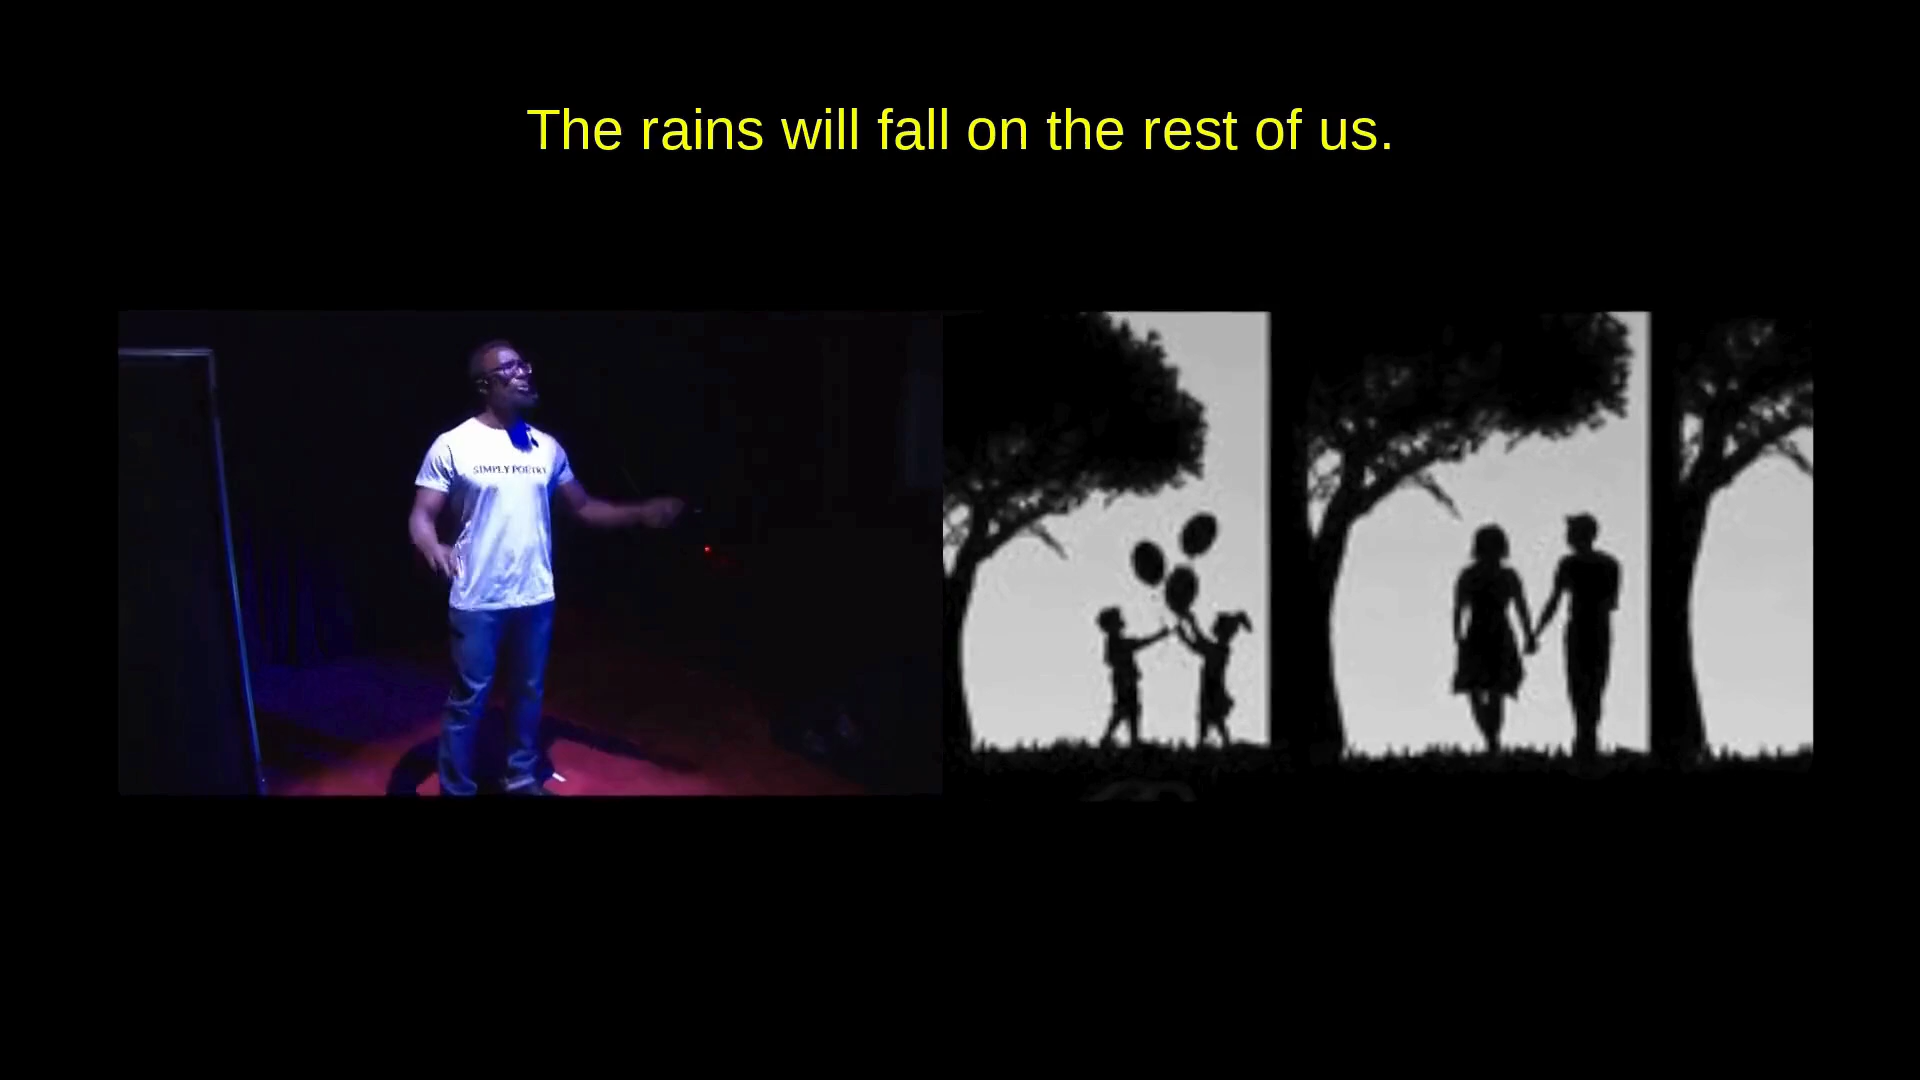 The rains will fall on the rest of us.
SIMPLY POETRY